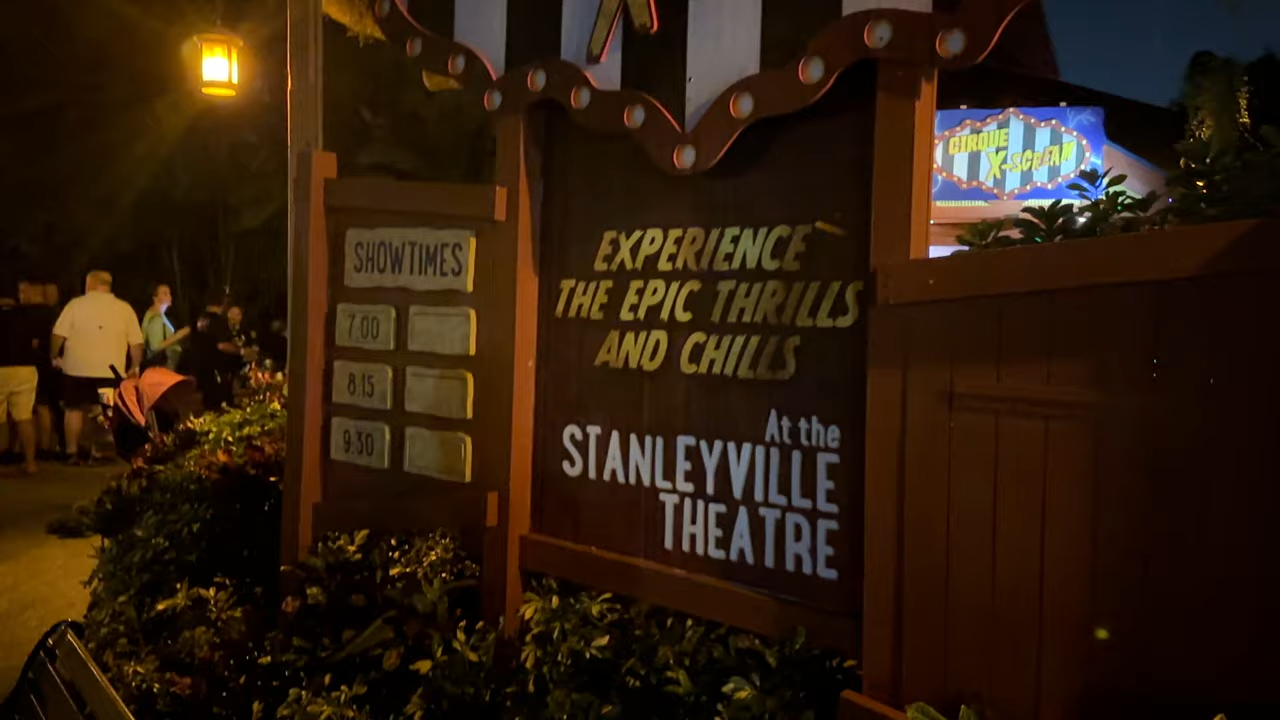 SHOWTIMES
7:00
8:15
9:30
EXPERIENCE
THE EPIC THRILLS
AND CHILLS
At the
STANLEYVILLE
THEATRE
CIRQUE
X-SCREAM